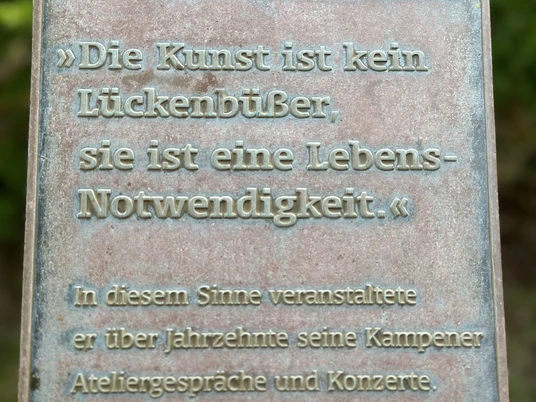 »Die Kunst ist kein
Lückenbüßer,
sie ist eine Lebens-
Notwendigkeit.«
In diesem Sinne veranstaltete
er über Jahrzehnte seine Kampener
Ateliergespräche und Konzerte.